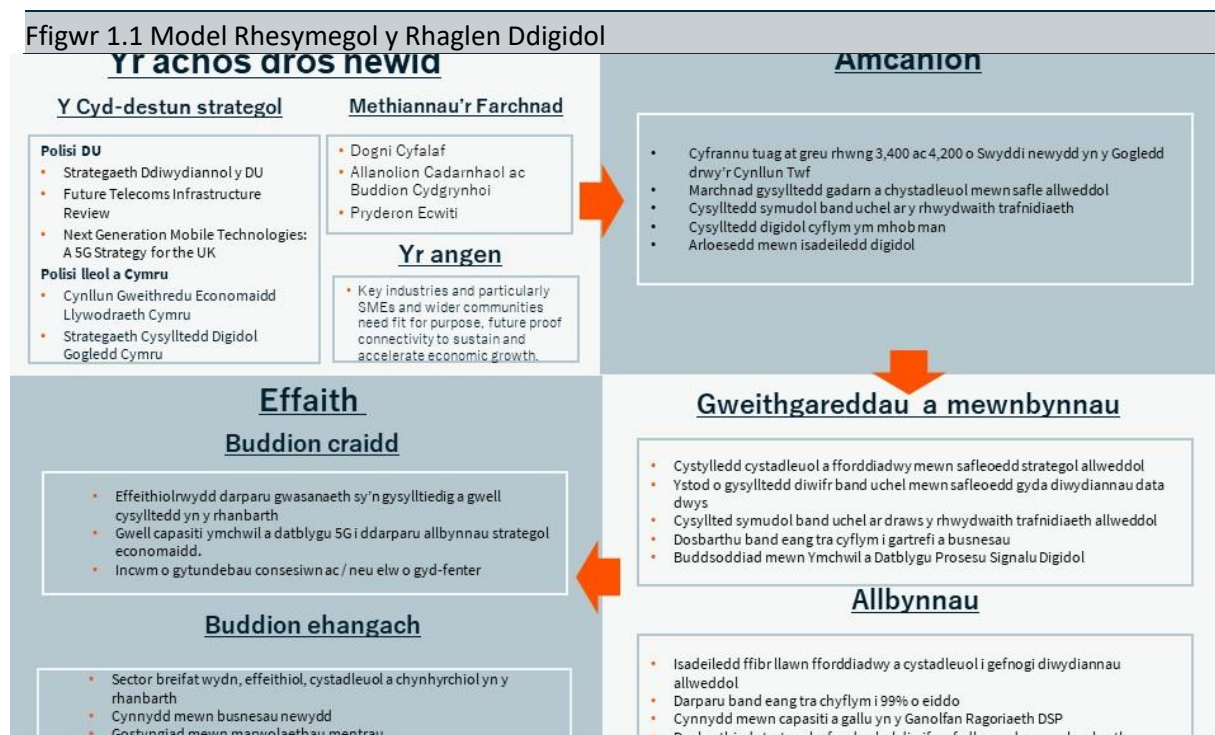 Ffigwr 1.1 Model Rhesymegol y Rhaglen Ddigidol
Yr achos dros newid
Y Cyd-destun strategol
Polisi DU
• Strategaeth Ddiwydiannol y DU
• Future Telecoms Infrastructure
Review
• Next Generation Mobile Technologies:
A 5G Strategy for the UK
Polisi lleol a Cymru
• Cynllun Gweithredu Economaidd
Llywodraeth Cymru
• Strategaeth Cysylltedd Digidol
Gogledd Cymru
Methiannau'r Farchnad
• Dogni Cyfalaf
• Allanolion Cadarnhaol ac
Buddion Cydgrynhoi
• Pryderon Ecwiti
Yr angen
• Key industries and particularly
SMEs and wider communities
need fit for purpose, future proof
connectivity to sustain and
accelerate economic growth.
Amcanion
• Cyfrannu tuag at greu rhwng 3,400 ac 4,200 o Swyddi newydd yn y Gogledd
drwy'r Cynllun Twf
• Marchnad gysylltedd gadarn a chystadleuol mewn safle allweddol
• Cysylltedd symudol band uchel ar y rhwydwaith trafnidiaeth
• Cysylltedd digidol cyflym ym mhob man
• Arloesedd mewn isadeiledd digidol
Gweithgareddau a mewnbynnau
• Cystylledd cystadleuol a fforddiadwy mewn safleoedd strategol allweddol
• Ystod o gysylltedd diwifr band uchel mewn safleoedd gyda diwydiannau data
dwys
• Cysyllted symudol band uchel ar draws y rhwydwaith trafnidiaeth allweddol
• Dosbarthu band eang tra cyflym i gartrefi a busnesau
• Buddsoddiad mewn Ymchwil a Datblygu Prosesu Signalu Digidol
Allbynnau
• Isadeiledd ffibr llawn fforddiadwy a cystadleuol i gefnogi diwydiannau
allweddol
• Darparu band eang tra chyflym i 99% o eiddo
• Cynnydd mewn capasiti a gallu yn y Ganolfan Ragoriaeth DSP
Effaith
Buddion craidd
• Effeithiolrwydd darparu gwasanaeth sy'n gysylltiedig a gwell
cysylltedd yn y rhanbarth
• Gwell capasiti ymchwil a datblygu 5G i ddarparu allbynnau strategol
economaidd.
• Incwm o gytundebau consesiwn ac / neu elw o gyd-fenter
Buddion ehangach
• Sector breifat wydn, effeithiol, cystadleuol a chynhyrchiol yn y
rhanbarth
• Cynnydd mewn busnesau newydd
• Gostyngiad mewn marwolaethau mentrau